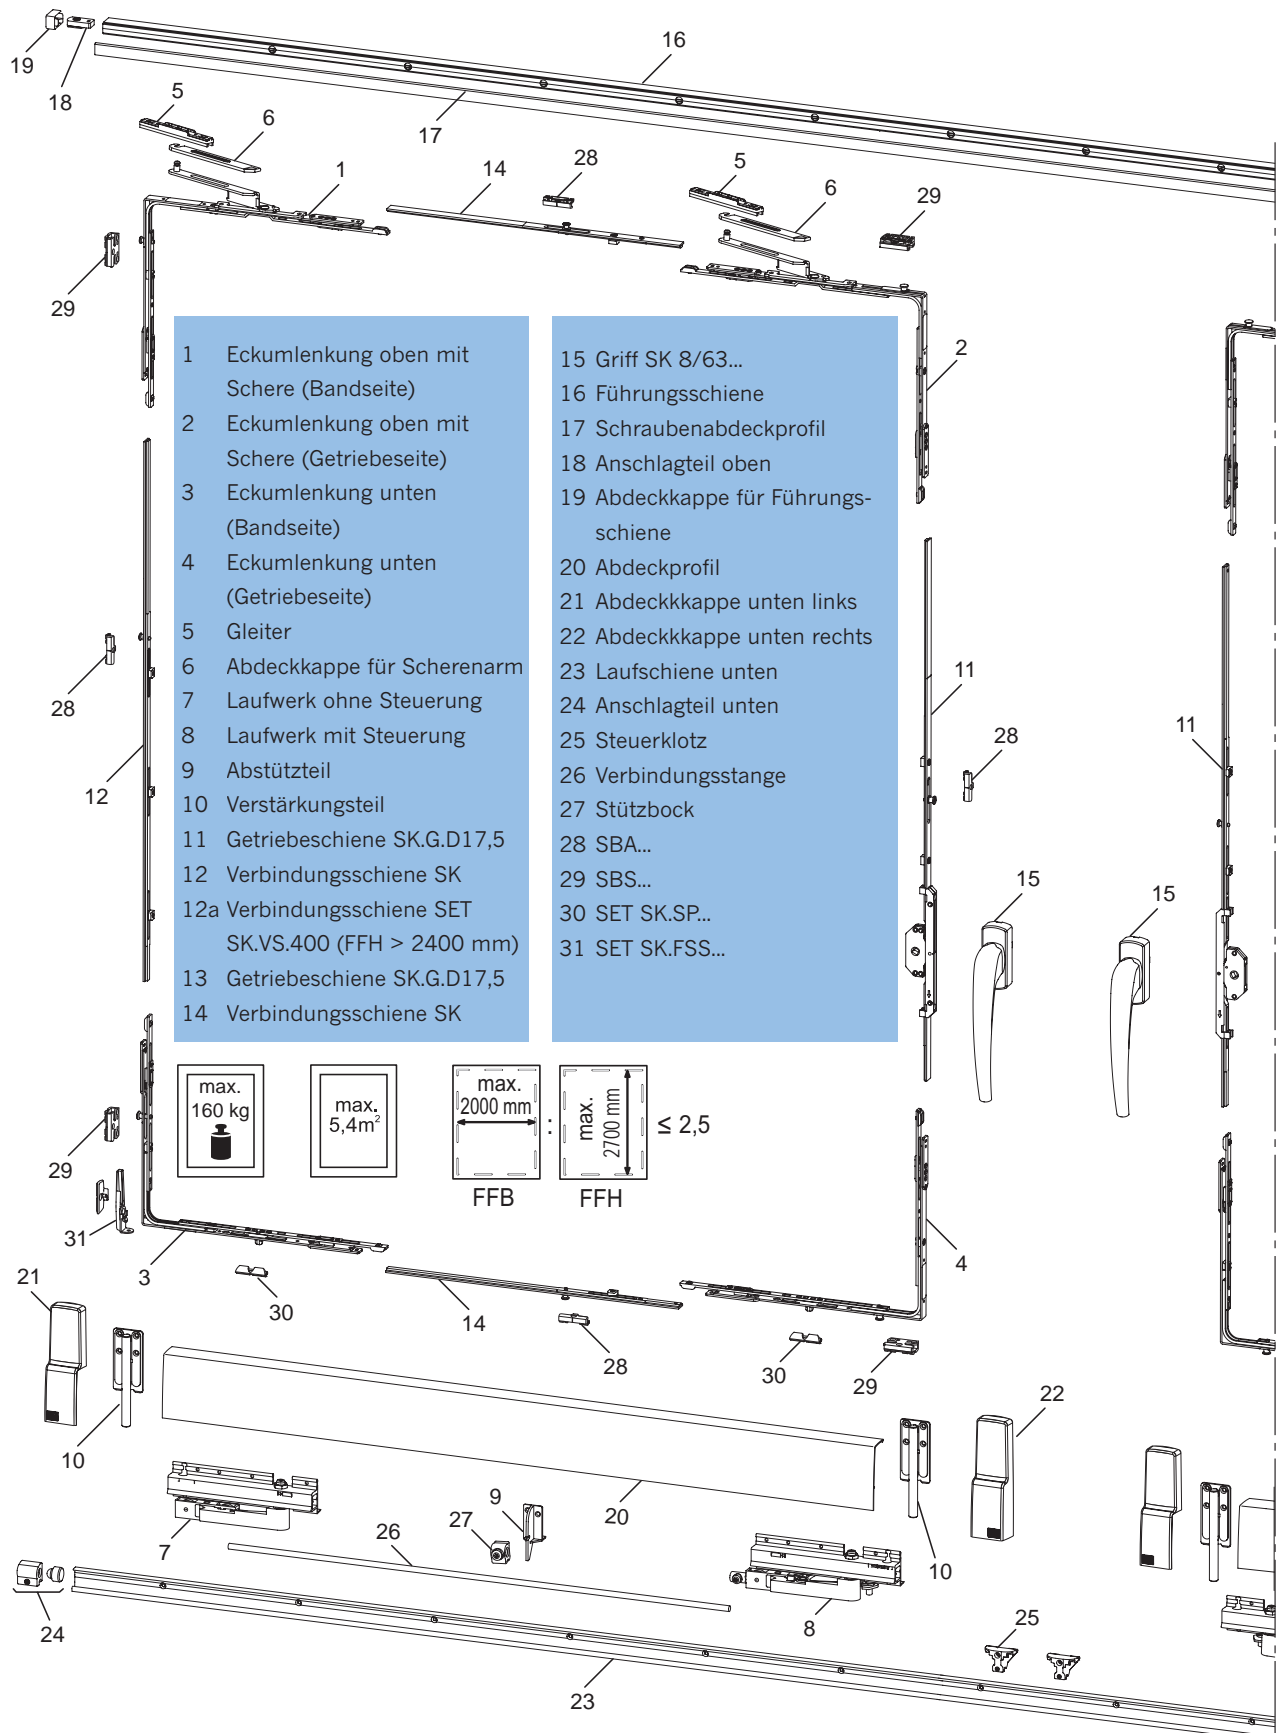 16
19
18
5
17
6
28
5
1
14
6
29
29
2
1 Eckumlenkung oben mit
Schere (Bandseite)
2 Eckumlenkung oben mit
Schere (Getriebeseite)
3 Eckumlenkung unten
(Bandseite)
4 Eckumlenkung unten
(Getriebeseite)
5 Gleiter
6 Abdeckkappe für Scherenarm
7 Laufwerk ohne Steuerung
8 Laufwerk mit Steuerung
9 Abstützteil
10 Verstärkungsteil
11 Getriebeschiene SK.G.D17,5
12 Verbindungsschiene SK
12a Verbindungsschiene SET
SK.VS.400 (FFH > 2400 mm)
13 Getriebeschiene SK.G.D17,5
14 Verbindungsschiene SK
15 Griff SK 8/63...
16 Führungsschiene
17 Schraubenabdeckprofil
18 Anschlagteil oben
19 Abdeckkappe für Führungs-
schiene
20 Abdeckprofil
21 Abdeckkkappe unten links
22 Abdeckkkappe unten rechts
23 Laufschiene unten
24 Anschlagteil unten
25 Steuerklotz
26 Verbindungsstange
27 Stützbock
28 SBA...
29 SBS...
30 SET SK.SP...
31 SET SK.FSS...
11
28
11
28
12
15
15
max.
160 kg
max.
5,4m²
max.
2000 mm
:
max.
2700 mm
≤ 2,5
FFB
FFH
29
31
3
4
21
30
14
28
30
29
22
10
9
20
27
10
7
26
8
24
25
23